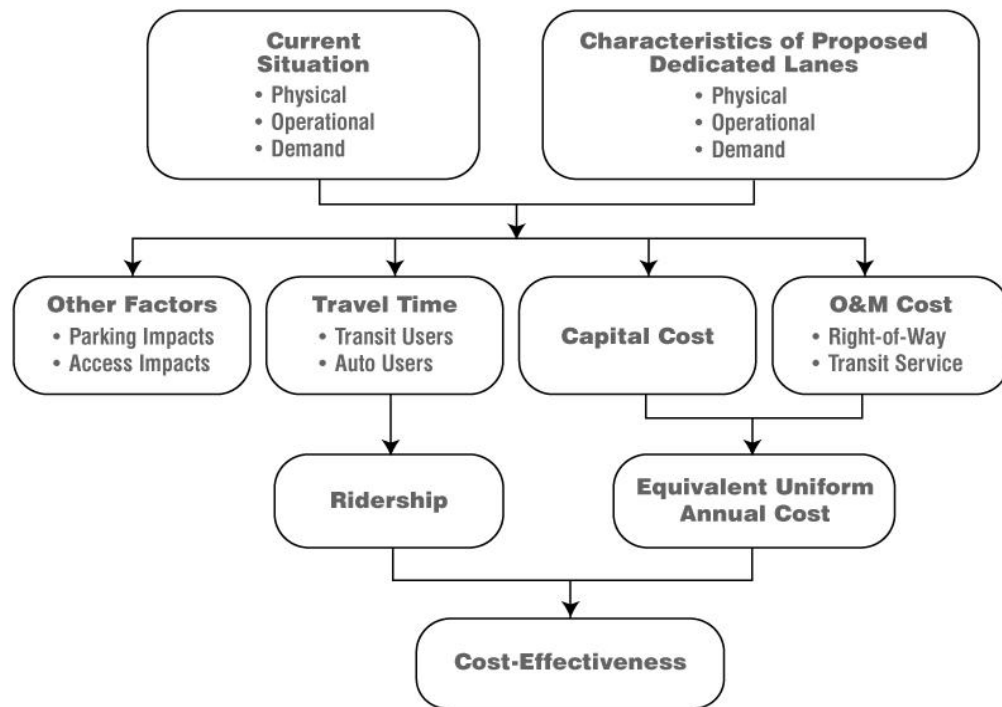 Current
Situation
• Physical
• Operational
• Demand
Characteristics of Proposed
Dedicated Lanes
• Physical
• Operational
• Demand
Other Factors
• Parking Impacts
• Access Impacts
Travel Time
• Transit Users
• Auto Users
Capital Cost
O&M Cost
• Right-of-Way
• Transit Service
Ridership
Equivalent Uniform
Annual Cost
Cost-Effectiveness